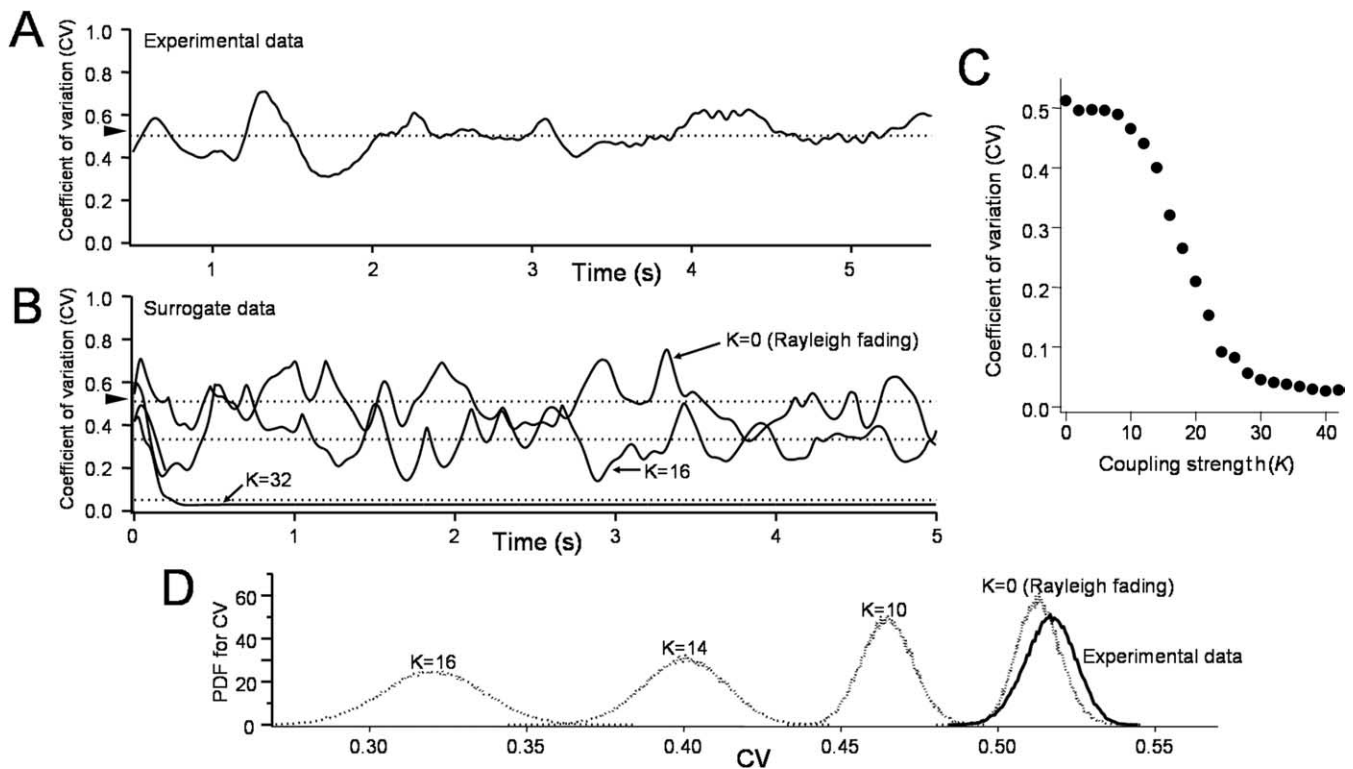 A
Experimental data
Coefficient of variation (CV)
1.0
0.8
0.6
0.4
0.2
0.0
1
2
3
4
5
Time (s)
B
Surrogate data
Coefficient of variation (CV)
1.0
0.8
0.6
0.4
0.2
0.0
K=0 (Rayleigh fading)
K=16
K=32
0
1
2
3
4
5
Time (s)
C
Coefficient of variation (CV)
0.5
0.4
0.3
0.2
0.1
0.0
0
10
20
30
40
Coupling strength (K)
D
PDF for CV
60
40
20
0
K=16
K=14
K=10
K=0 (Rayleigh fading)
Experimental data
0.30
0.35
0.40
0.45
0.50
0.55
CV